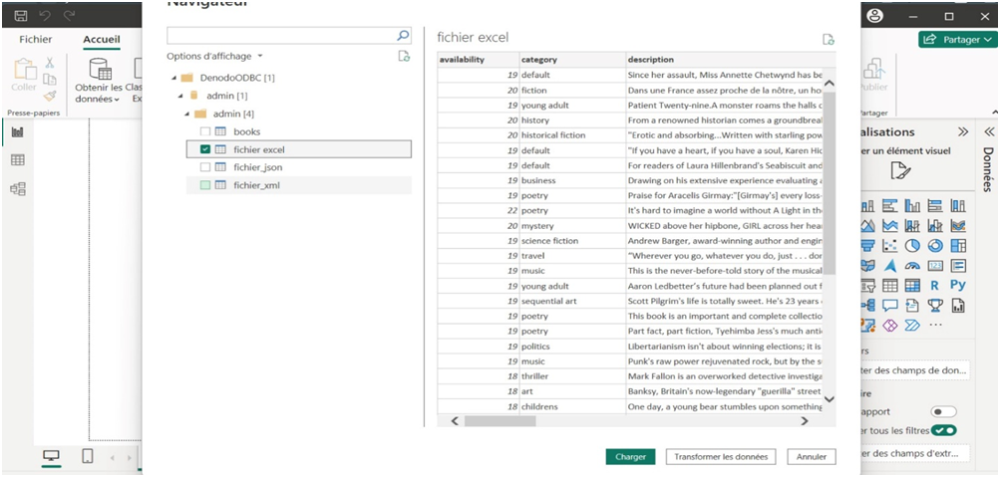 Navigateur
Fichier
Accueil
Partager
Coller
Obtenir les
données
Presse-papiers
Options d'affichage
DenodoODBC [1]
admin [1]
admin [4]
books
fichier excel
fichier_json
fichier_xml
fichier excel
availability category description
19 default Since her assault, Miss Annette Chetwynd has be
20 fiction Dans une France assez proche de la nôtre, un ho
19 young adult Patient Twenty-nine.A monster roams the halls o
20 history From a renowned historian comes a groundbreal
20 historical fiction "Erotic and absorbing...Written with starling pow
19 default "If you have a heart, if you have a soul, Karen Hic
19 default For readers of Laura Hillenbrand's Seabiscuit and
19 business Drawing on his extensive experience evaluating a
19 poetry Praise for Aracelis Girmay:"[Girmay's] every loss-
22 poetry It's hard to imagine a world without A Light in the
20 mystery WICKED above her hipbone, GIRL across her hea
19 science fiction Andrew Barger, award-winning author and engin
19 travel "Wherever you go, whatever you do, just . . . don
19 music This is the never-before-told story of the musical
19 young adult Aaron Ledbetter's future had been planned out f
19 sequential art Scott Pilgrim's life is totally sweet. He's 23 years
19 poetry This book is an important and complete collectio
19 poetry Part fact, part fiction, Tyehimba Jess's much anti
19 politics Libertarianism isn't about winning elections; it is
19 music Punk's raw power rejuvenated rock, but by the s
18 thriller Mark Fallon is an overworked detective investiga
18 art Banksy, Britain's now-legendary "guerilla" street
18 childrens One day, a young bear stumbles upon something
Charger
Transformer les données
Annuler
ublier
artager
alisations
er un élément visuel
Données
123
R
Py
rs
ter des champs de don...
ire
apport
er tous les filtres
ter des champs d'extr...